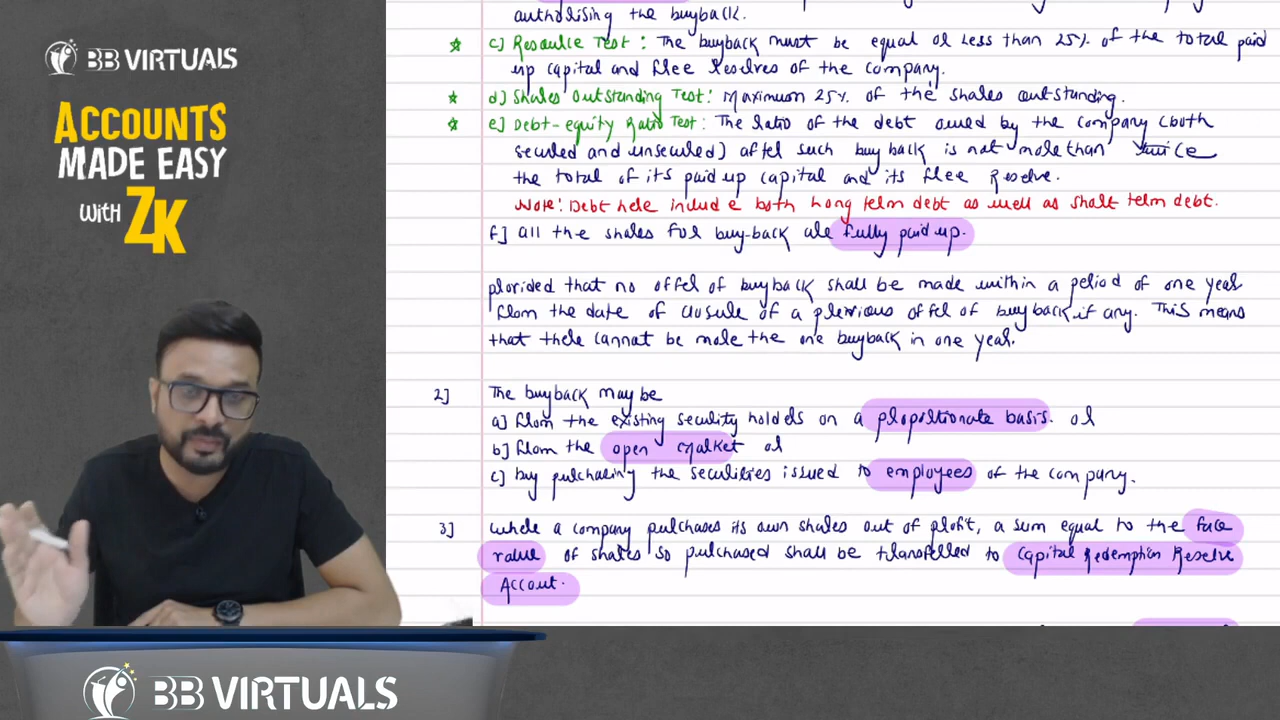 BB VIRTUALS
ACCOUNTS
MADE EASY
WITH ZK
authorising the buyback.
c] Resource Test : The buyback must be equal or less than 25% of the total paid
up capital and free reserves of the company.
d] Shares Outstanding Test: Maximum 25% of the shares outstanding.
e] Debt-equity Ratio Test: The ratio of the debt owed by the company (both
secured and unsecured) after such buy back is not more than twice
the total of its paid up capital and its free Reserve.
Note: Debt here include both long term debt as well as short term debt.
f] all the shares for buy-back are fully paid up.
provided that no offer of buyback shall be made within a period of one year
from the date of closure of a previous offer of buyback if any. This means
that there cannot be more the one buyback in one year.
2] The buyback may be
a] from the existing security holders on a proportionate basis. or
b] from the open market or
c] by purchasing the securities issued to employees of the company.
3] where a company purchases its own shares out of profit, a sum equal to the face
value of shares so purchased shall be transferred to Capital Redemption Reserve
Account.
BB VIRTUALS